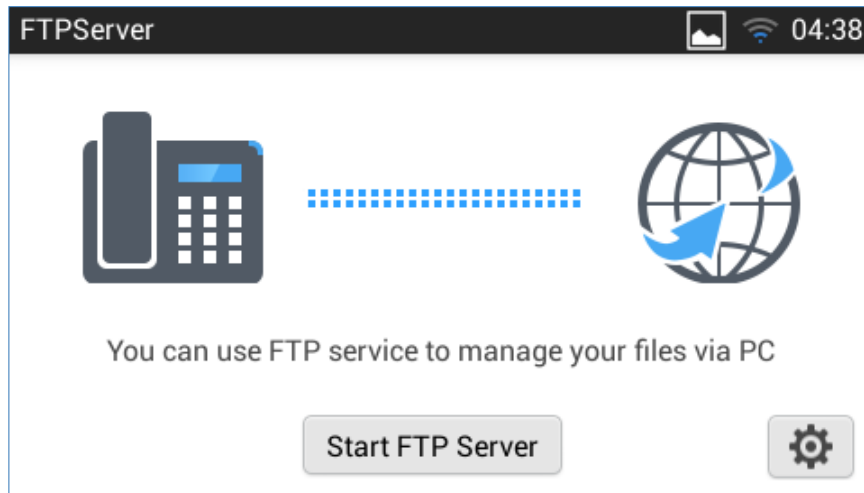 FTPServer 04:38
You can use FTP service to manage your files via PC
Start FTP Server